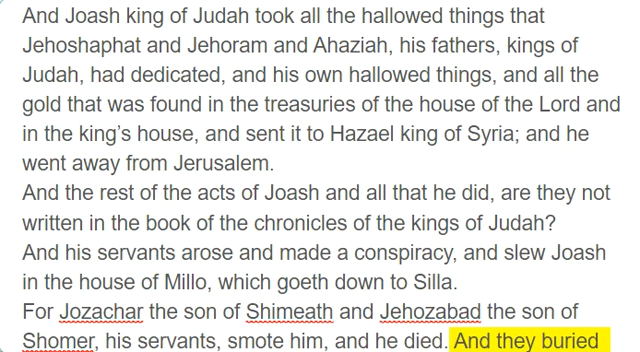 And Joash king of Judah took all the hallowed things that
Jehoshaphat and Jehoram and Ahaziah, his fathers, kings of
Judah, had dedicated, and his own hallowed things, and all the
gold that was found in the treasuries of the house of the Lord and
in the king’s house, and sent it to Hazael king of Syria; and he
went away from Jerusalem.
And the rest of the acts of Joash and all that he did, are they not
written in the book of the chronicles of the kings of Judah?
And his servants arose and made a conspiracy, and slew Joash
in the house of Millo, which goeth down to Silla.
For Jozachar the son of Shimeath and Jehozabad the son of
Shomer, his servants, smote him, and he died. And they buried